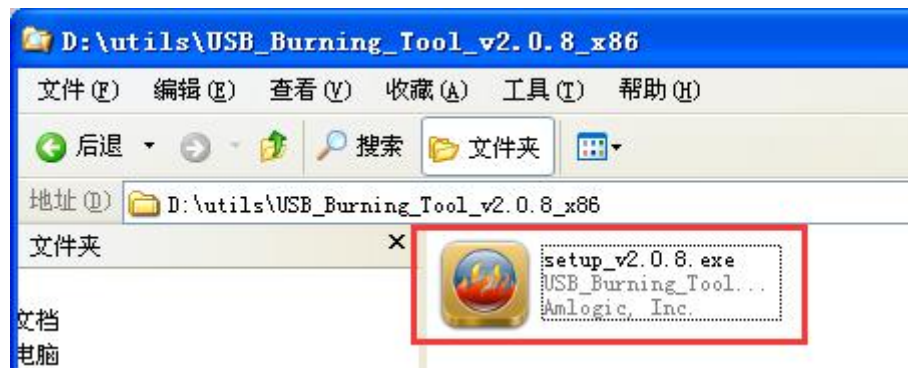 D:\utils\USB_Burning_Tool_v2.0.8_x86
文件(F) 编辑(E) 查看(V) 收藏(A) 工具(T) 帮助(H)
后退 搜索 文件夹
地址(D) D:\utils\USB_Burning_Tool_v2.0.8_x86
文件夹
setup_v2.0.8.exe
USB_Burning_Tool...
Amlogic, Inc.
文档
电脑